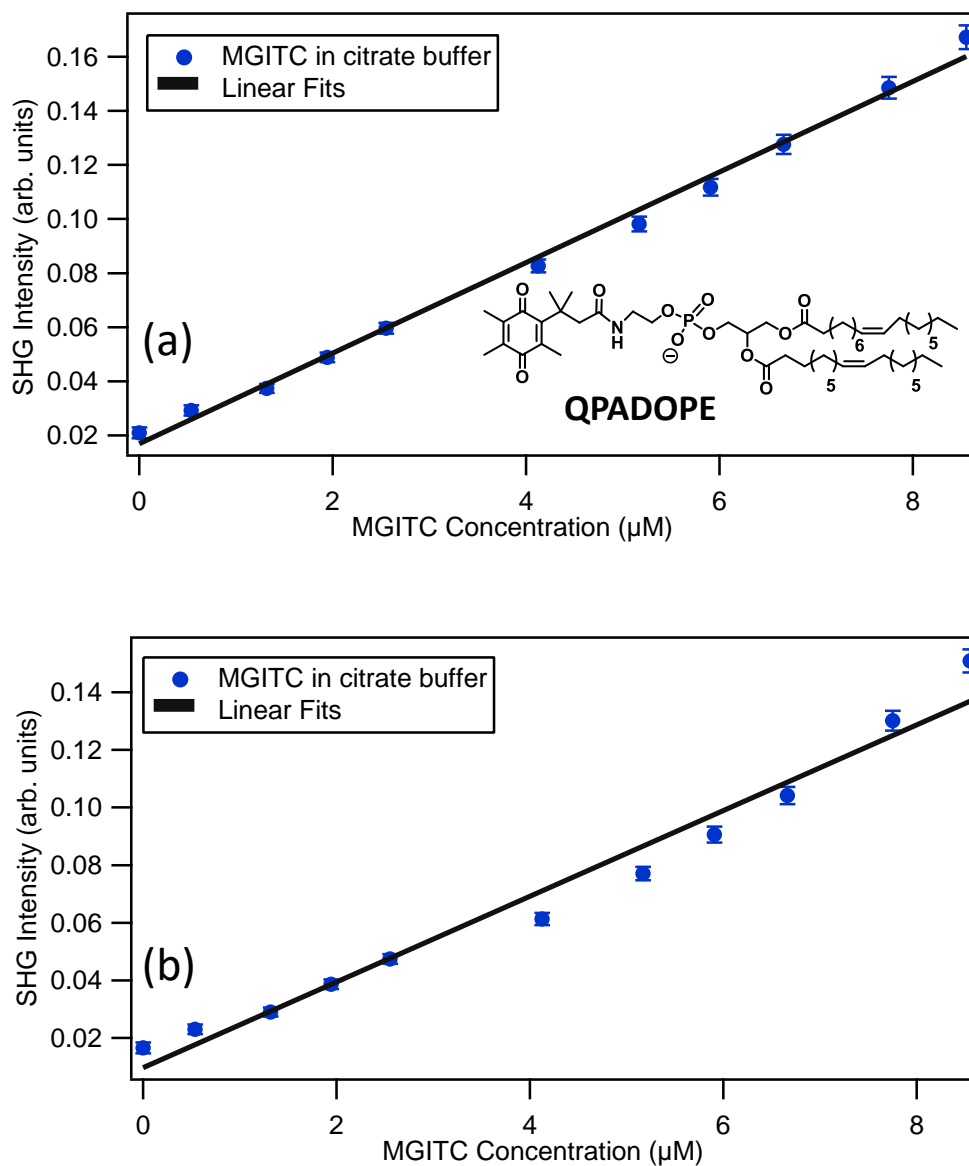 0.16
0.14
0.12
0.10
0.08
0.06
0.04
0.02
SHG Intensity (arb. units)
MGITC in citrate buffer
Linear Fits
(a)
O
O
N
H
O
O
P
O
O
⊖
O
O
O
O
O
6
5
5
5
QPADOPE
0 2 4 6 8
MGITC Concentration (µM)
0.14
0.12
0.10
0.08
0.06
0.04
0.02
SHG Intensity (arb. units)
MGITC in citrate buffer
Linear Fits
(b)
0 2 4 6 8
MGITC Concentration (µM)